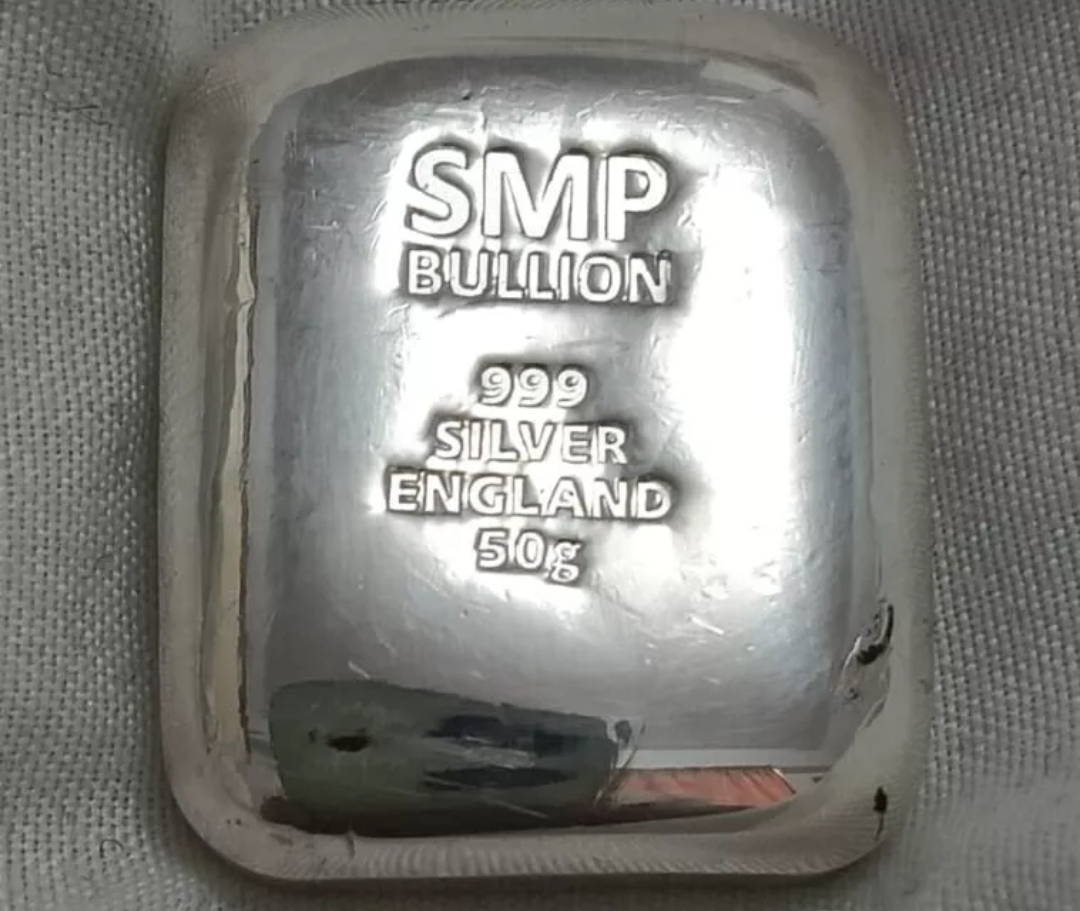 SMP
BULLION
999
SILVER
ENGLAND
50g